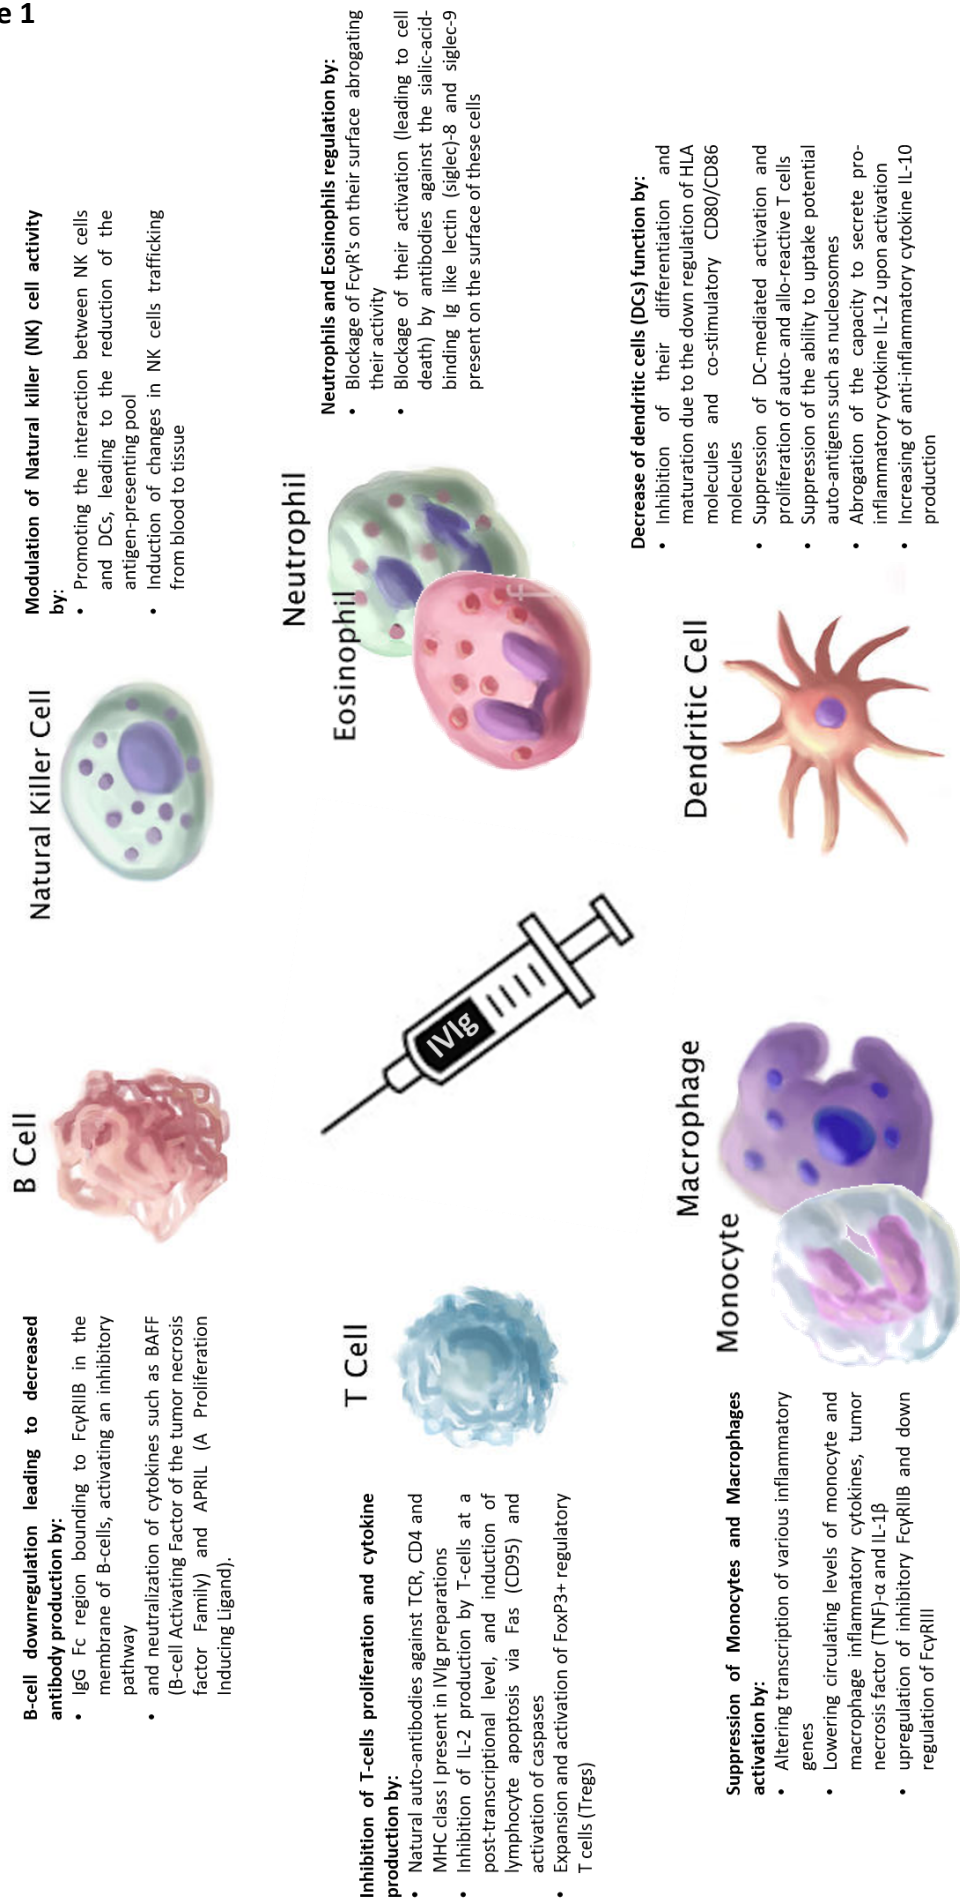 e 1
B-cell downregulation leading to decreased
antibody production by:
• IgG Fc region bounding to FcγRIIB in the
membrane of B-cells, activating an inhibitory
pathway
• and neutralization of cytokines such as BAFF
(B-cell Activating Factor of the tumor necrosis
factor Family) and APRIL (A Proliferation
Inducing Ligand).
B Cell
Natural Killer Cell
Modulation of Natural killer (NK) cell activity
by:
• Promoting the interaction between NK cells
and DCs, leading to the reduction of the
antigen-presenting pool
• Induction of changes in NK cells trafficking
from blood to tissue
Inhibition of T-cells proliferation and cytokine
production by:
• Natural auto-antibodies against TCR, CD4 and
MHC class I present in IVIg preparations
• Inhibition of IL-2 production by T-cells at a
post-transcriptional level, and induction of
lymphocyte apoptosis via Fas (CD95) and
activation of caspases
• Expansion and activation of FoxP3+ regulatory
T cells (Tregs)
T Cell
IVIg
Neutrophil
Eosinophil
Neutrophils and Eosinophils regulation by:
• Blockage of FcγR's on their surface abrogating
their activity
• Blockage of their activation (leading to cell
death) by antibodies against the sialic-acid-
binding Ig like lectin (siglec)-8 and siglec-9
present on the surface of these cells
Suppression of Monocytes and Macrophages
activation by:
• Altering transcription of various inflammatory
genes
• Lowering circulating levels of monocyte and
macrophage inflammatory cytokines, tumor
necrosis factor (TNF)-α and IL-1β
• upregulation of inhibitory FcγRIIB and down
regulation of FcγRIII
Macrophage
Monocyte
Dendritic Cell
Decrease of dendritic cells (DCs) function by:
• Inhibition of their differentiation and
maturation due to the down regulation of HLA
molecules and co-stimulatory CD80/CD86
molecules
• Suppression of DC-mediated activation and
proliferation of auto- and allo-reactive T cells
• Suppression of the ability to uptake potential
auto-antigens such as nucleosomes
• Abrogation of the capacity to secrete pro-
inflammatory cytokine IL-12 upon activation
• Increasing of anti-inflammatory cytokine IL-10
production